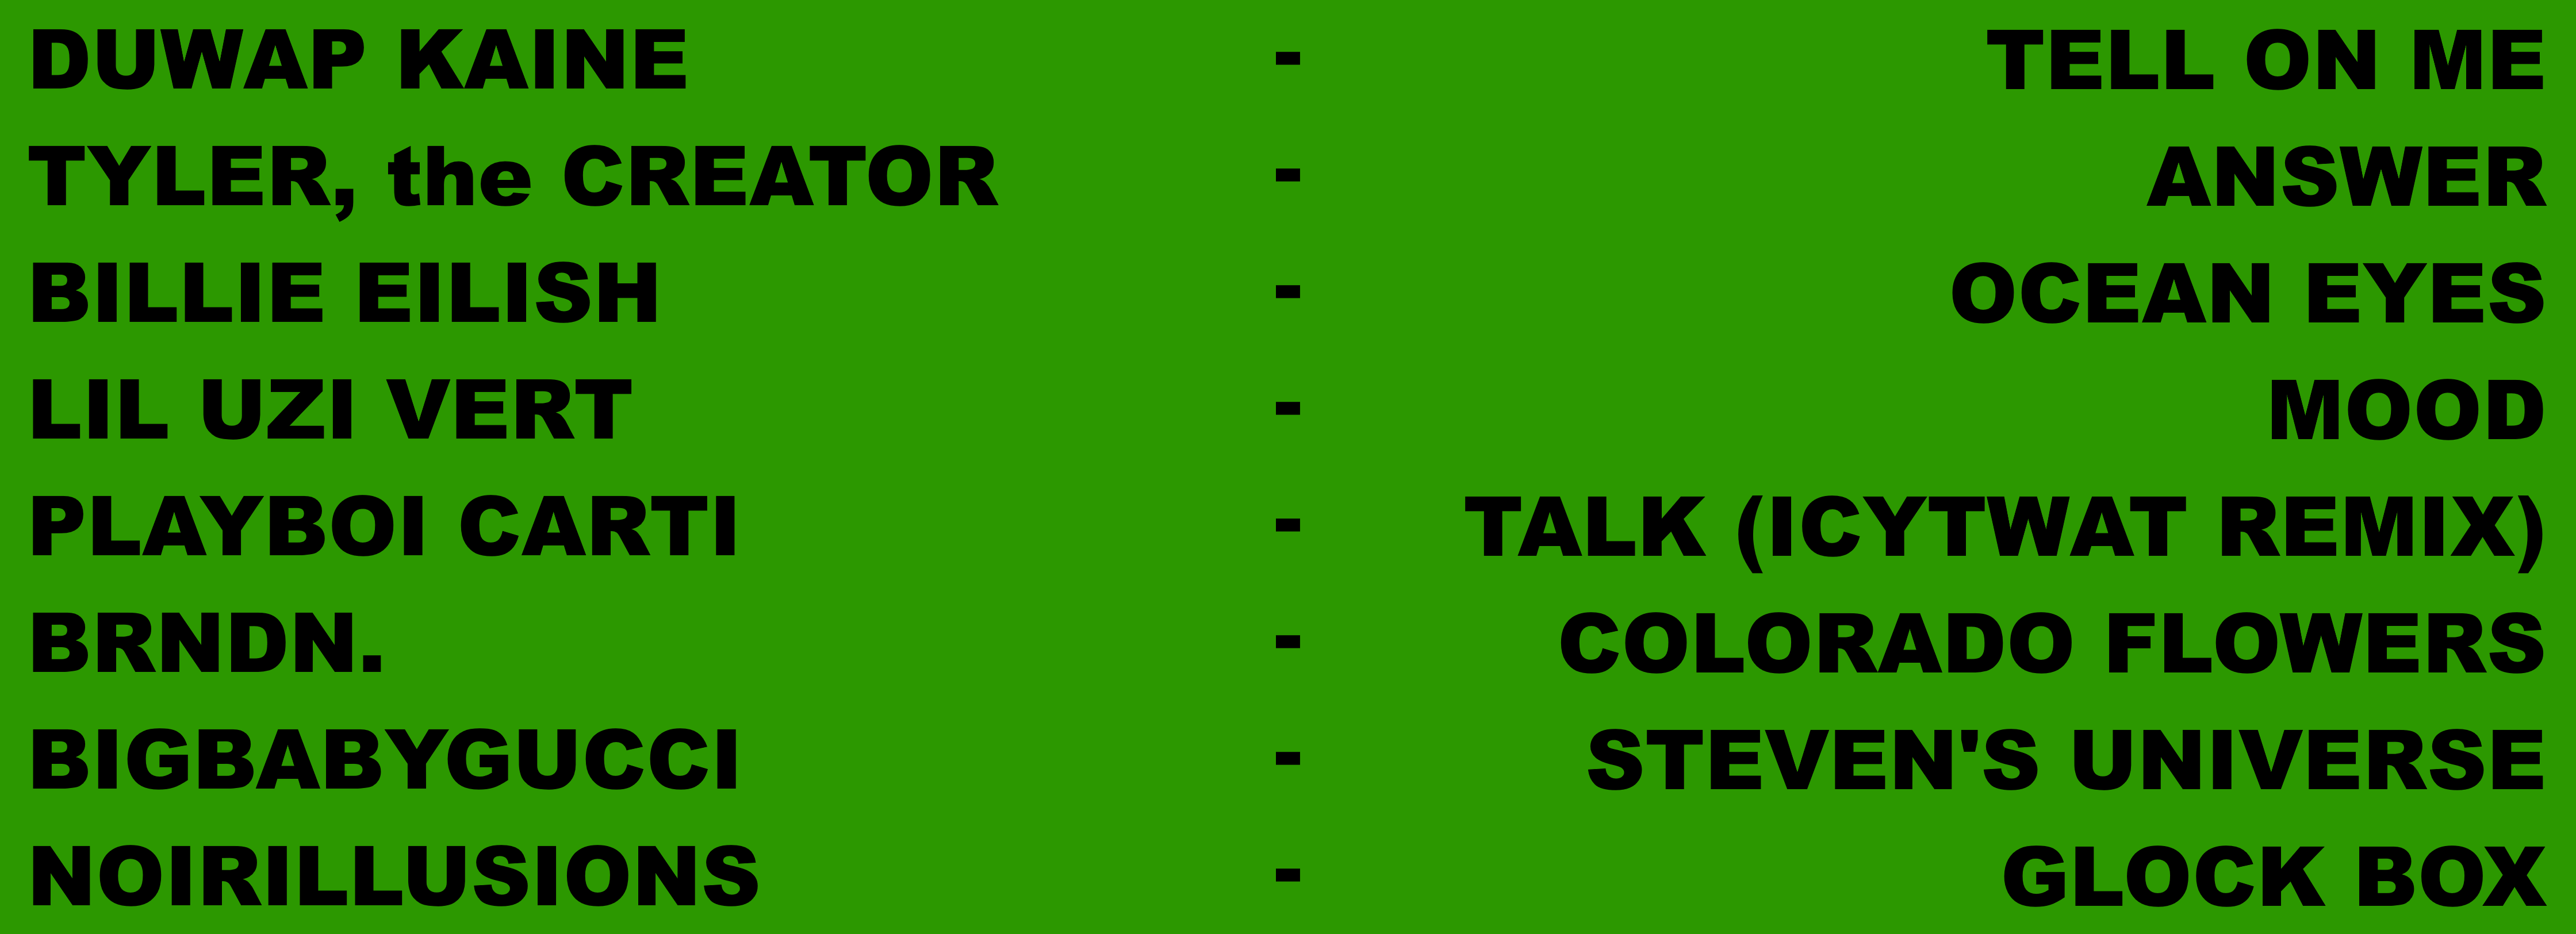 DUWAP KAINE - TELL ON ME
TYLER, the CREATOR - ANSWER
BILLIE EILISH - OCEAN EYES
LIL UZI VERT - MOOD
PLAYBOI CARTI - TALK (ICYTWAT REMIX)
BRNDN. - COLORADO FLOWERS
BIGBABYGUCCI - STEVEN'S UNIVERSE
NOIRILLUSIONS - GLOCK BOX